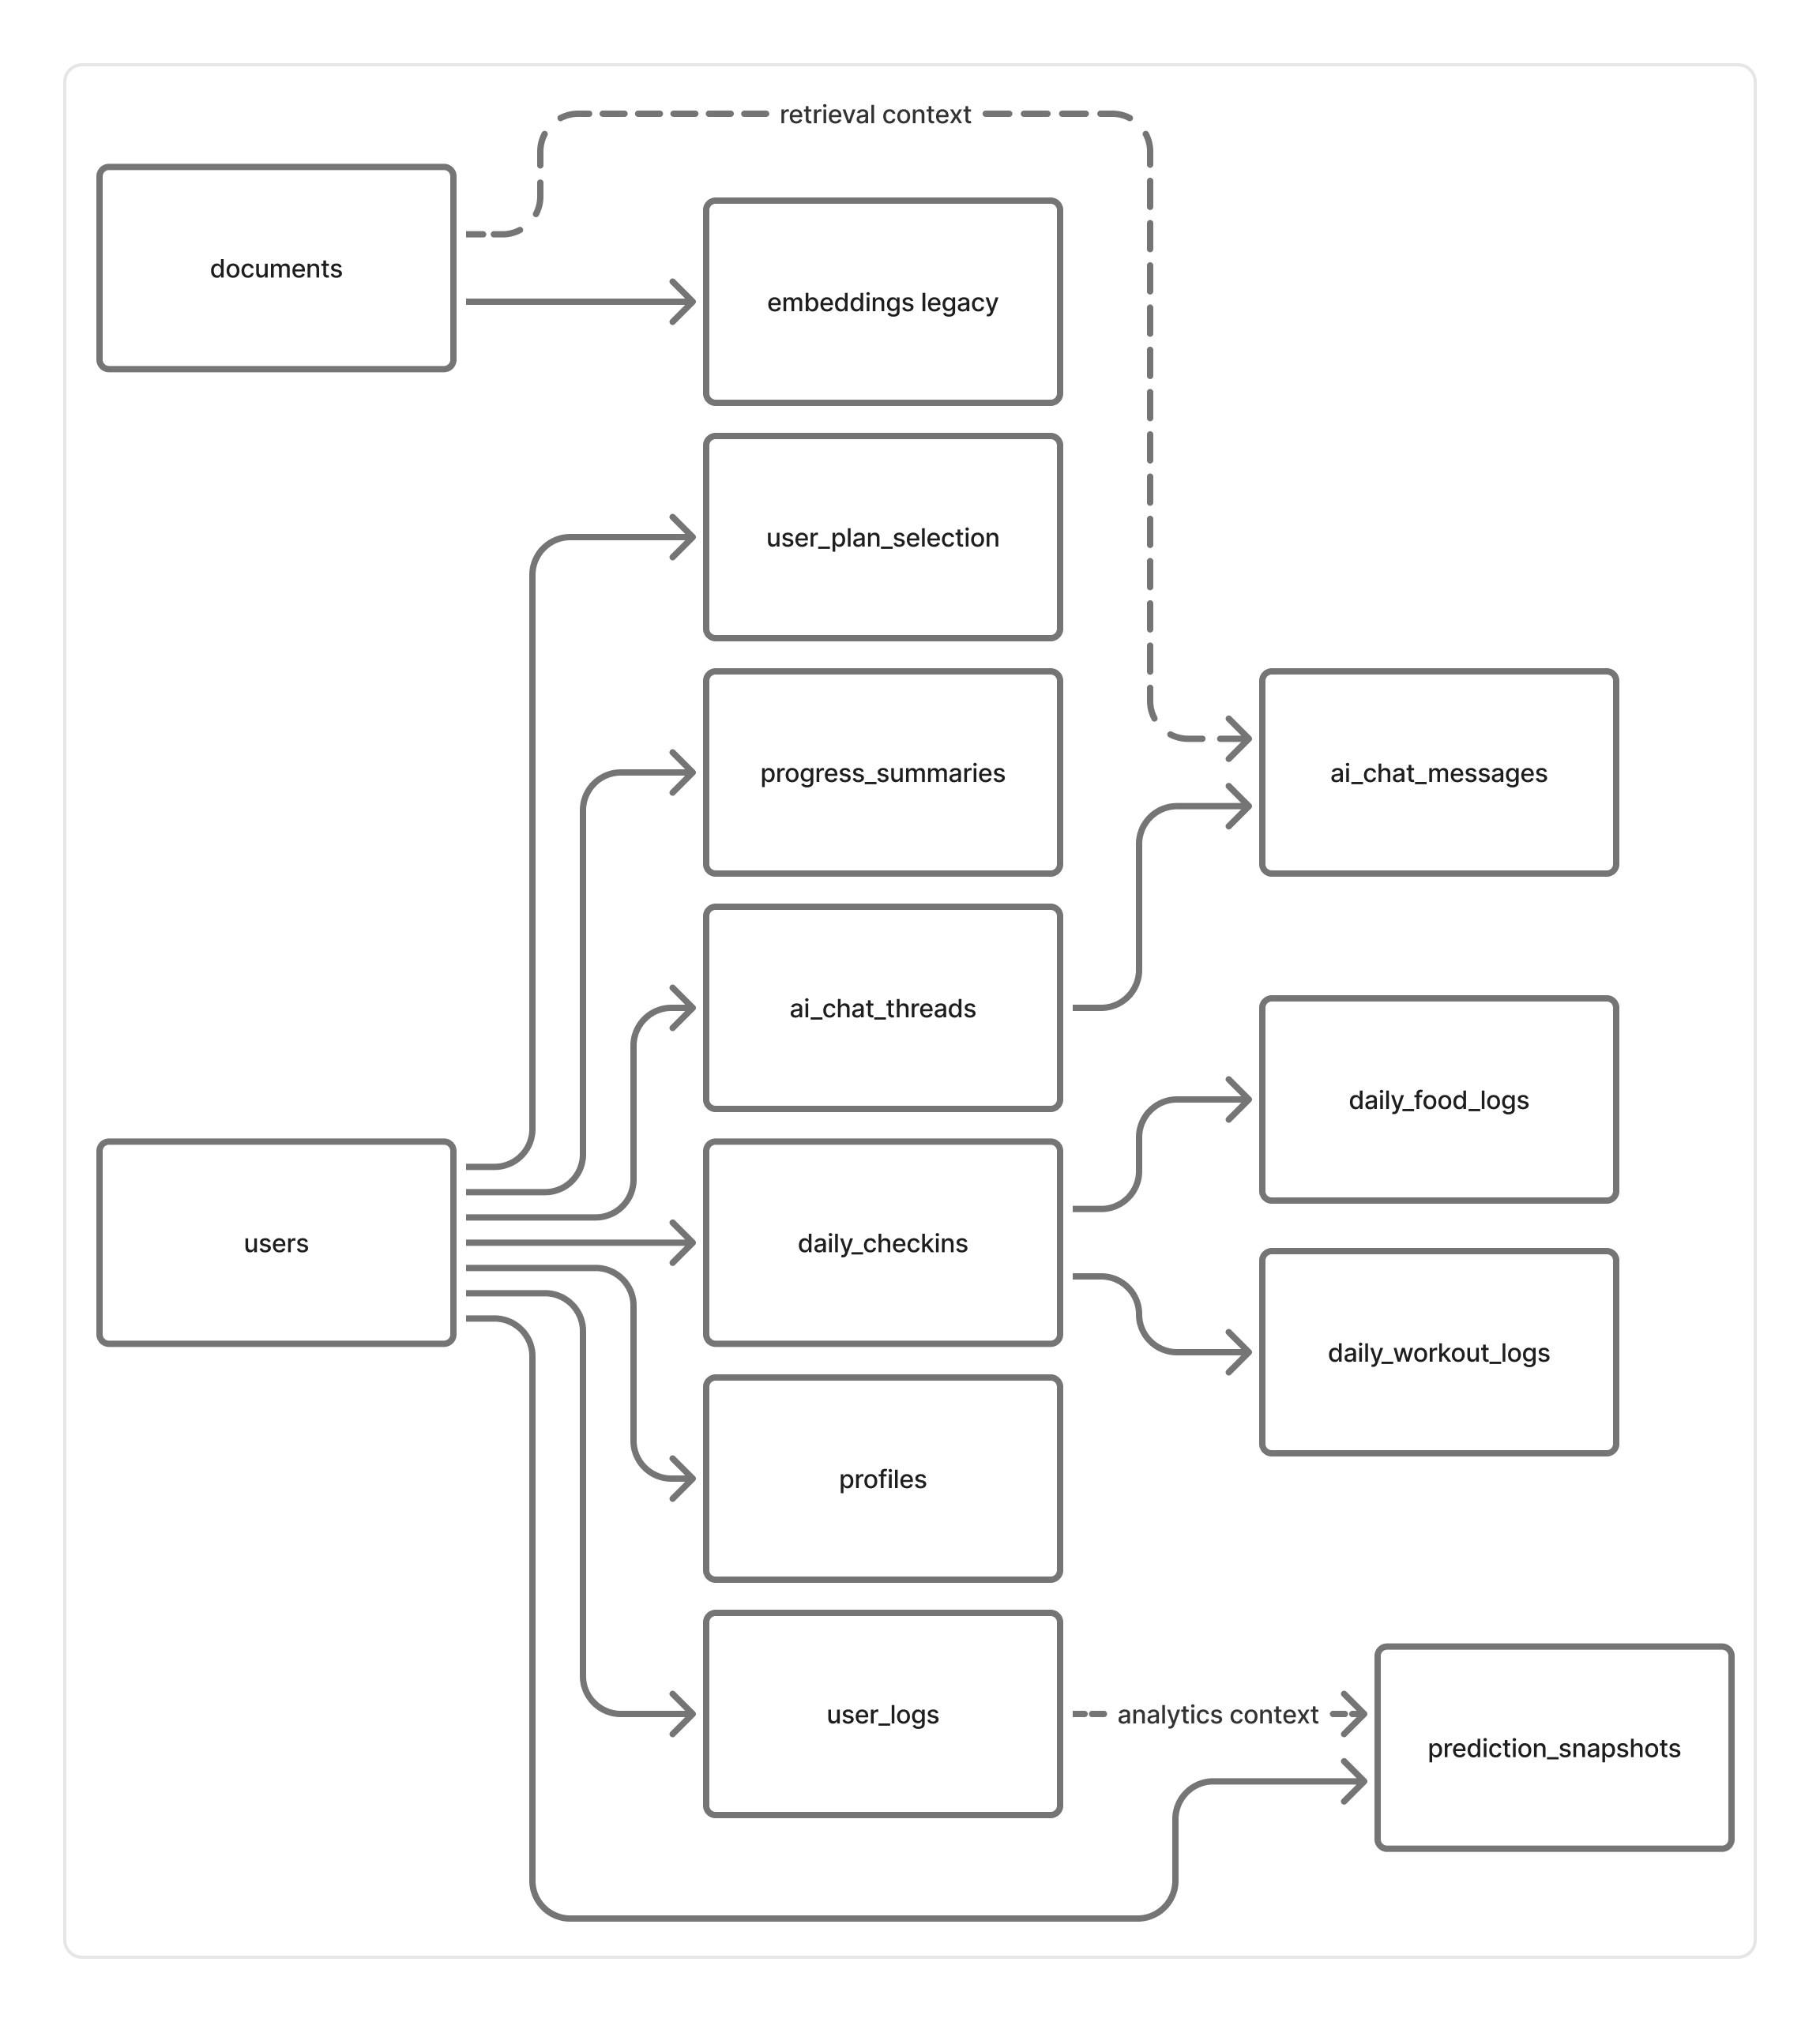 retrieval context
documents
embeddings legacy
user_plan_selection
progress_summaries
ai_chat_messages
ai_chat_threads
daily_food_logs
users
daily_checkins
daily_workout_logs
profiles
user_logs
analytics context
prediction_snapshots